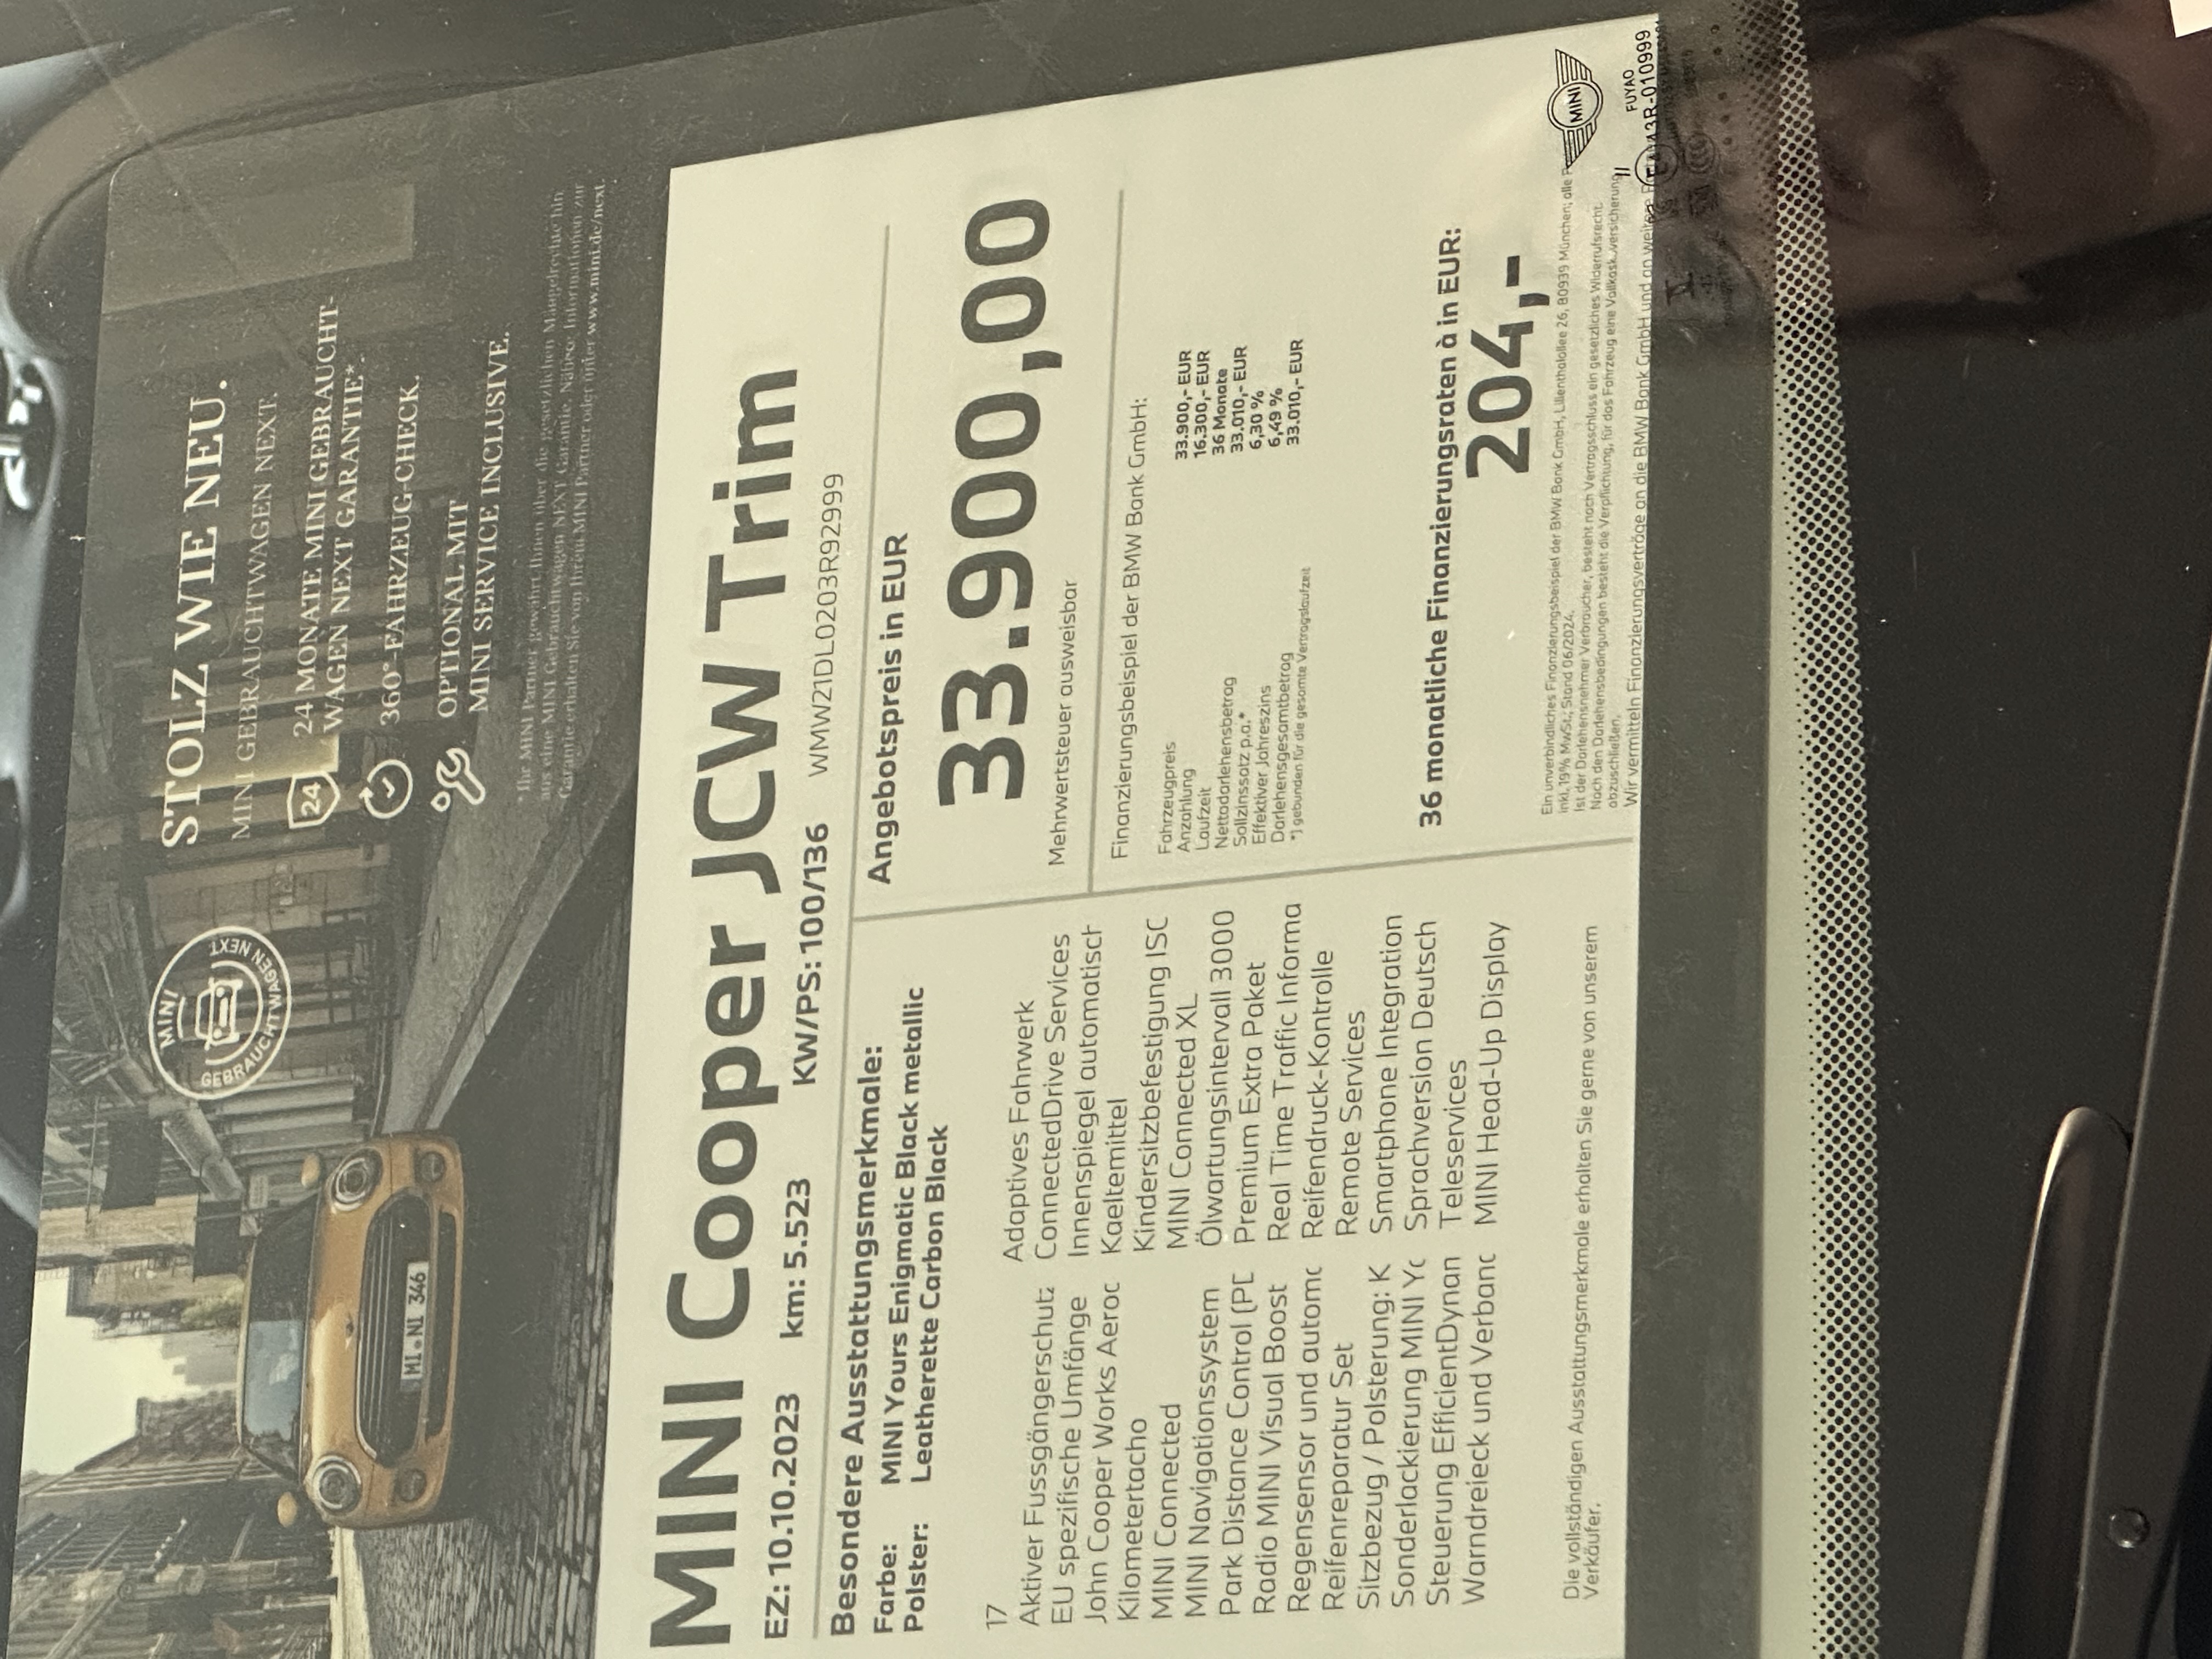 MINI
GEBRAUCHTWAGEN NEXT
MI NI 346
STOLZ WIE NEU.
MINI GEBRAUCHTWAGEN NEXT.
24
24 MONATE MINI GEBRAUCHT-
WAGEN NEXT GARANTIE*.
360°-FAHRZEUG-CHECK.
OPTIONAL MIT
MINI SERVICE INCLUSIVE.
*Ihr MINI Partner gewährt Ihnen über die gesetzlichen Mängelrechte hin
aus eine MINI Gebrauchtwagen NEXT Garantie. Nähere Informationen zur
Garantie erhalten Sie von Ihrem MINI Partner oder unter www.mini.de/next.
MINI Cooper JCW Trim
EZ: 10.10.2023 km: 5.523 KW/PS: 100/136 WMW21DL0203R92999
Besondere Ausstattungsmerkmale:
Farbe: MINI Yours Enigmatic Black metallic
Polster: Leatherette Carbon Black
17
Aktiver Fussgängerschutz
EU spezifische Umfänge
John Cooper Works Aeroc
Kilometertacho
MINI Connected
MINI Navigationssystem
Park Distance Control (PD
Radio MINI Visual Boost
Regensensor und automc
Reifenreparatur Set
Sitzbezug / Polsterung: K
Sonderlackierung MINI Yc
Steuerung EfficientDynan
Warndreieck und Verbanc
Adaptives Fahrwerk
ConnectedDrive Services
Innenspiegel automatisch
Kaeltemittel
Kindersitzbefestigung ISO
MINI Connected XL
Ölwartungsintervall 3000
Premium Extra Paket
Real Time Traffic Informa
Reifendruck-Kontrolle
Remote Services
Smartphone Integration
Sprachversion Deutsch
Teleservices
MINI Head-Up Display
Die vollständigen Ausstattungsmerkmale erhalten Sie gerne von unserem
Verkäufer.
Angebotspreis in EUR
33.900,00
Mehrwertsteuer ausweisbar
Finanzierungsbeispiel der BMW Bank GmbH:
Fahrzeugpreis 33.900,- EUR
Anzahlung 16.300,- EUR
Laufzeit 36 Monate
Nettodarlehensbetrag 33.010,- EUR
Sollzinssatz p.a.* 6,30 %
Effektiver Jahreszins 6,49 %
Darlehensgesamtbetrag 33.010,- EUR
*) gebunden für die gesamte Vertragslaufzeit
36 monatliche Finanzierungsraten à in EUR:
204,-
Ein unverbindliches Finanzierungsbeispiel der BMW Bank GmbH, Lilienthalallee 26, 80939 München; alle
inkl. 19% MwSt.; Stand 06/2024.
Ist der Darlehensnehmer Verbraucher, besteht nach Vertragsschluss ein gesetzliches Widerrufsrecht.
Nach den Darlehensbedingungen besteht die Verpflichtung, für das Fahrzeug eine Vollkaskoversicherung
abzuschließen.
Wir vermitteln Finanzierungsverträge an die BMW Bank GmbH und an weitere
MINI
FUYAO
E4 43R-010999